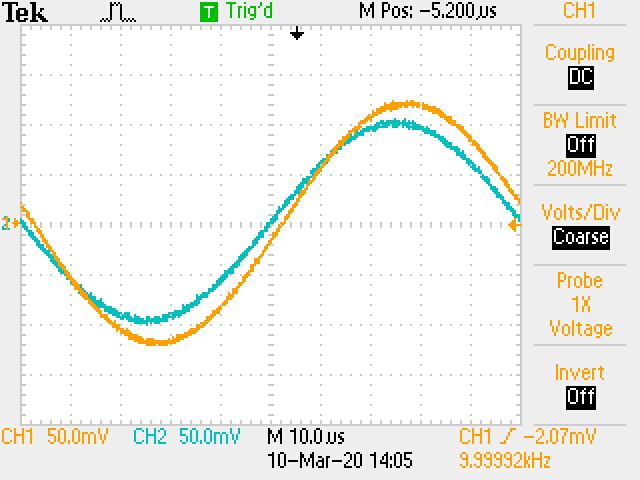 Tek T Trig'd M Pos: -5.200µs CH1
Coupling
DC
BW Limit
Off
200MHz
2
Volts/Div
Coarse
Probe
1X
Voltage
Invert
Off
CH1 50.0mV CH2 50.0mV M 10.0µs CH1 -2.07mV
10-Mar-20 14:05 9.99992kHz